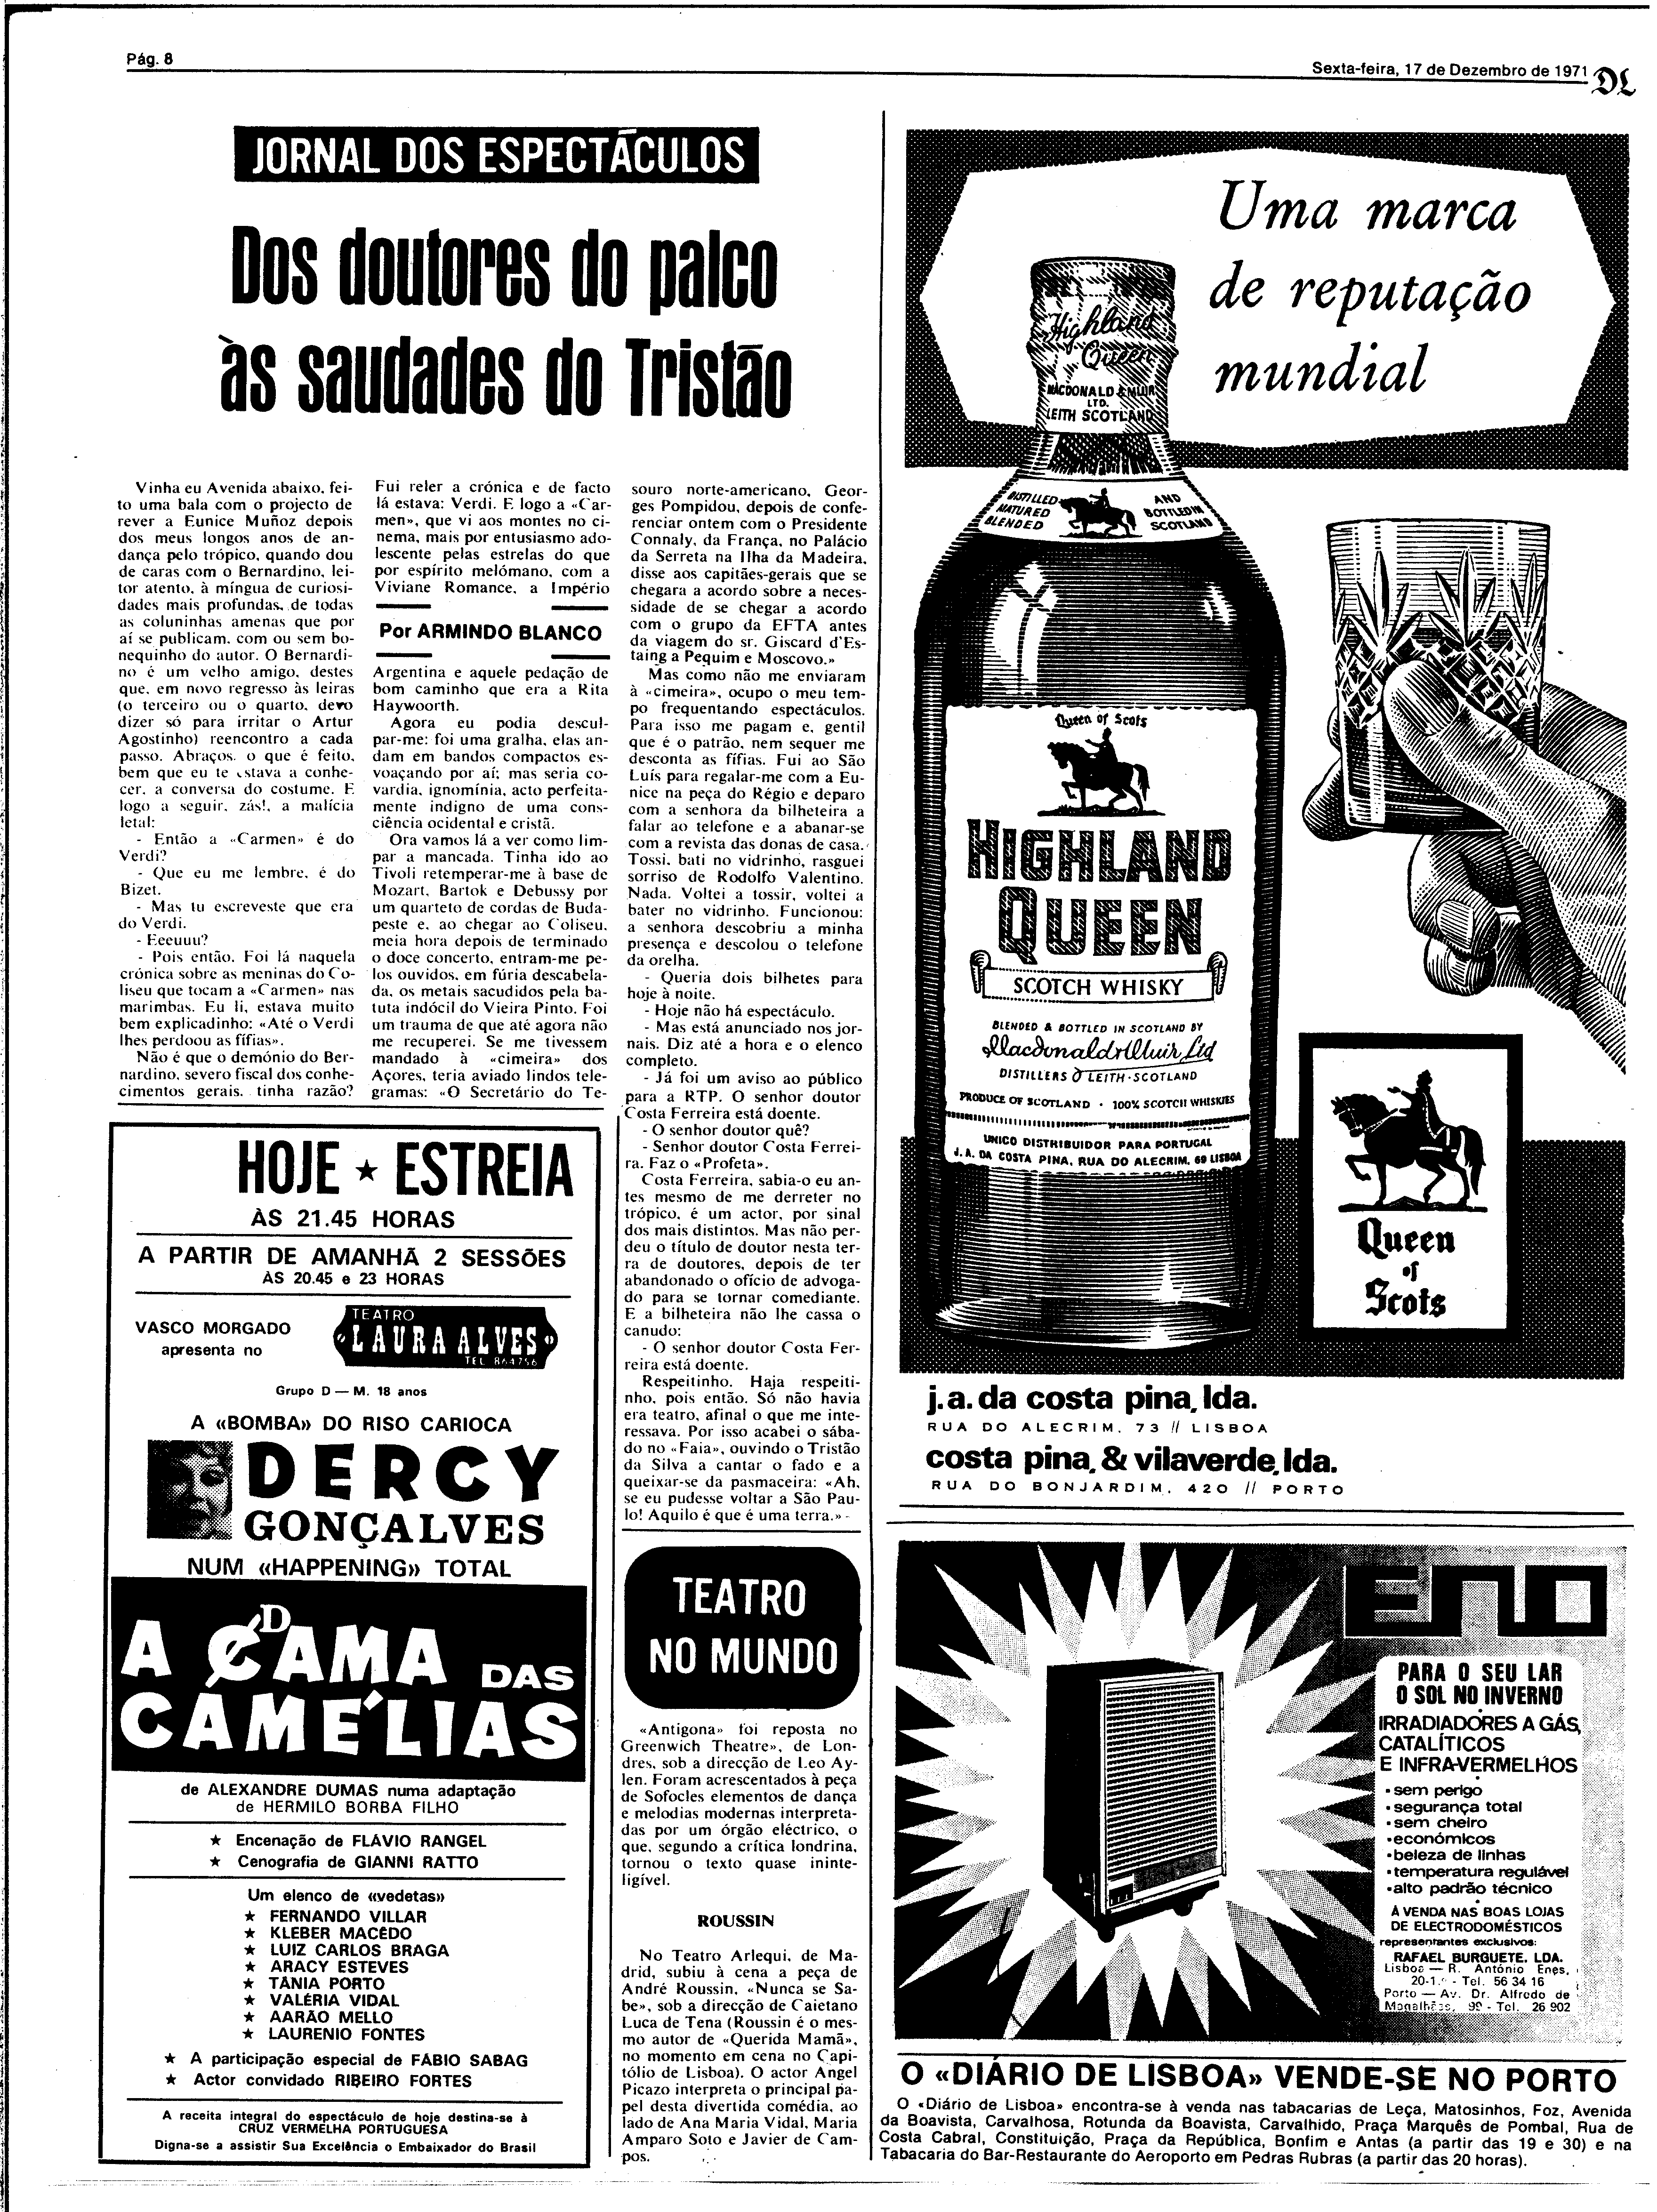 Pág. 8
Sexta-feira, 17 de Dezembro de 1971 DL
JORNAL DOS ESPECTÁCULOS
Dos doutores do palco
às saudades do Tristão
Vinha eu Avenida abaixo, fei-
to uma bala com o projecto de
rever a Eunice Muñoz depois
dos meus longos anos de an-
dança pelo trópico, quando dou
de caras com o Bernardino, lei-
tor atento, à míngua de curiosi-
dades mais profundas, de todas
as coluninhas amenas que por
aí se publicam, com ou sem bo-
nequinho do autor. O Bernardi-
no é um velho amigo, destes
que, em novo regresso às leiras
(o terceiro ou o quarto, devo
dizer só para irritar o Artur
Agostinho) reencontro a cada
passo. Abraços, o que é feito,
bem que eu te estava a conhe-
cer, a conversa do costume. E
logo a seguir, zás!, a malícia
letal:
- Então a «Carmen» é do
Verdi?
- Que eu me lembre, é do
Bizet.
- Mas tu escreveste que era
do Verdi.
- Eeeuuu?
- Pois então. Foi lá naquela
crónica sobre as meninas do Co-
liseu que tocam a «Carmen» nas
marimbas. Eu li, estava muito
bem explicadinho: «Até o Verdi
lhes perdoou as fífias».
Não é que o demónio do Ber-
nardino, severo fiscal dos conhe-
cimentos gerais, tinha razão?
Fui reler a crónica e de facto
lá estava: Verdi. E logo a «Car-
men», que vi aos montes no ci-
nema, mais por entusiasmo ado-
lescente pelas estrelas do que
por espírito melómano, com a
Viviane Romance, a Império
Por ARMINDO BLANCO
Argentina e aquele pedação de
bom caminho que era a Rita
Haywoorth.
Agora eu podia descul-
par-me: foi uma gralha, elas an-
dam em bandos compactos es-
voaçando por aí; mas seria co-
vardia, ignomínia, acto perfeita-
mente indigno de uma cons-
ciência ocidental e cristã.
Ora vamos lá a ver como lim-
par a mancada. Tinha ido ao
Tivoli retemperar-me à base de
Mozart, Bartok e Debussy por
um quarteto de cordas de Buda-
peste e, ao chegar ao Coliseu,
meia hora depois de terminado
o doce concerto, entram-me pe-
los ouvidos, em fúria descabela-
da, os metais sacudidos pela ba-
tuta indócil do Vieira Pinto. Foi
um trauma de que até agora não
me recuperei. Se me tivessem
mandado à «cimeira» dos
Açores, teria aviado lindos tele-
gramas: «O Secretário do Te-
souro norte-americano, Geor-
ges Pompidou, depois de confe-
renciar ontem com o Presidente
Connaly, da França, no Palácio
da Serreta na Ilha da Madeira,
disse aos capitães-gerais que se
chegara a acordo sobre a neces-
sidade de se chegar a acordo
com o grupo da EFTA antes
da viagem do sr. Giscard d'Es-
taing a Pequim e Moscovo.»
Mas como não me enviaram
à «cimeira», ocupo o meu tem-
po frequentando espectáculos.
Para isso me pagam e, gentil
que é o patrão, nem sequer me
desconta as fífias. Fui ao São
Luís para regalar-me com a Eu-
nice na peça do Régio e deparo
com a senhora da bilheteira a
falar ao telefone e a abanar-se
com a revista das donas de casa.
Tossi, bati no vidrinho, rasguei
sorriso de Rodolfo Valentino.
Nada. Voltei a tossir, voltei a
bater no vidrinho. Funcionou:
a senhora descobriu a minha
presença e descolou o telefone
da orelha.
- Queria dois bilhetes para
hoje à noite.
- Hoje não há espectáculo.
- Mas está anunciado nos jor-
nais. Diz até a hora e o elenco
completo.
- Já foi um aviso ao público
para a RTP. O senhor doutor
Costa Ferreira está doente.
- O senhor doutor quê?
- Senhor doutor Costa Ferrei-
ra. Faz o «Profeta».
Costa Ferreira, sabia-o eu an-
tes mesmo de me derreter no
trópico, é um actor, por sinal
dos mais distintos. Mas não per-
deu o título de doutor nesta ter-
ra de doutores, depois de ter
abandonado o ofício de advoga-
do para se tornar comediante.
E a bilheteira não lhe cassa o
canudo:
- O senhor doutor Costa Fer-
reira está doente.
Respeitinho. Haja respeiti-
nho, pois então. Só não havia
era teatro, afinal o que me inte-
ressava. Por isso acabei o sába-
do no «Faia», ouvindo o Tristão
da Silva a cantar o fado e a
queixar-se da pasmaceira: «Ah,
se eu pudesse voltar a São Pau-
lo! Aquilo é que é uma terra.»
HOJE ★ ESTREIA
ÀS 21.45 HORAS
A PARTIR DE AMANHÃ 2 SESSÕES
ÀS 20.45 e 23 HORAS
VASCO MORGADO
apresenta no
TEATRO
«LAURA ALVES»
TEL. 864756
Grupo D — M. 18 anos
A «BOMBA» DO RISO CARIOCA
DERCY
GONÇALVES
NUM «HAPPENING» TOTAL
D
A CAMA DAS
CAMÉLIAS
de ALEXANDRE DUMAS numa adaptação
de HERMILO BORBA FILHO
★ Encenação de FLÁVIO RANGEL
★ Cenografia de GIANNI RATTO
Um elenco de «vedetas»
★ FERNANDO VILLAR
★ KLEBER MACÊDO
★ LUIZ CARLOS BRAGA
★ ARACY ESTEVES
★ TÂNIA PORTO
★ VALÉRIA VIDAL
★ AARÃO MELLO
★ LAURENIO FONTES
★ A participação especial de FÁBIO SABAG
★ Actor convidado RIBEIRO FORTES
A receita integral do espectáculo de hoje destina-se à
CRUZ VERMELHA PORTUGUESA
Digna-se a assistir Sua Excelência o Embaixador do Brasil
TEATRO
NO MUNDO
«Antígona» foi reposta no
Greenwich Theatre», de Lon-
dres, sob a direcção de Leo Ay-
len. Foram acrescentados à peça
de Sofocles elementos de dança
e melodias modernas interpreta-
das por um órgão eléctrico, o
que, segundo a crítica londrina,
tornou o texto quase ininte-
ligível.
ROUSSIN
No Teatro Arlequi, de Ma-
drid, subiu à cena a peça de
André Roussin, «Nunca se Sa-
be», sob a direcção de Caietano
Luca de Tena (Roussin é o mes-
mo autor de «Querida Mamã»,
no momento em cena no Capi-
tólio de Lisboa). O actor Angel
Picazo interpreta o principal pa-
pel desta divertida comédia, ao
lado de Ana Maria Vidal, Maria
Amparo Soto e Javier de Cam-
pos.
Uma marca
de reputação
mundial
Highland
Queen
MACDONALD & MUIR
LTD.
LEITH SCOTLAND
DISTILLED
MATURED
BLENDED
AND
BOTTLED IN
SCOTLAND
Queen of Scots
HIGHLAND
QUEEN
SCOTCH WHISKY
BLENDED & BOTTLED IN SCOTLAND BY
Macdonald & Muir Ltd
DISTILLERS LEITH · SCOTLAND
PRODUCE OF SCOTLAND · 100% SCOTCH WHISKIES
UNICO DISTRIBUIDOR PARA PORTUGAL
J. A. DA COSTA PINA, RUA DO ALECRIM, 69 LISBOA
Queen
of
Scots
j. a. da costa pina, lda.
RUA DO ALECRIM, 73 // LISBOA
costa pina, & vilaverde, lda.
RUA DO BONJARDIM, 420 // PORTO
ENO
PARA O SEU LAR
O SOL NO INVERNO
IRRADIADORES A GÁS,
CATALÍTICOS
E INFRA-VERMELHOS
• sem perigo
• segurança total
• sem cheiro
• económicos
• beleza de linhas
• temperatura regulável
• alto padrão técnico
À VENDA NAS BOAS LOJAS
DE ELECTRODOMÉSTICOS
representantes exclusivos:
RAFAEL BURGUETE, LDA.
Lisboa — R. António Enes,
20-1.º - Tel. 56 34 16
Porto — Av. Dr. Alfredo de
Magalhães, 99 - Tel. 26 902
O «DIÁRIO DE LISBOA» VENDE-SE NO PORTO
O «Diário de Lisboa» encontra-se à venda nas tabacarias de Leça, Matosinhos, Foz, Avenida
da Boavista, Carvalhosa, Rotunda da Boavista, Carvalhido, Praça Marquês de Pombal, Rua de
Costa Cabral, Constituição, Praça da República, Bonfim e Antas (a partir das 19 e 30) e na
Tabacaria do Bar-Restaurante do Aeroporto em Pedras Rubras (a partir das 20 horas).